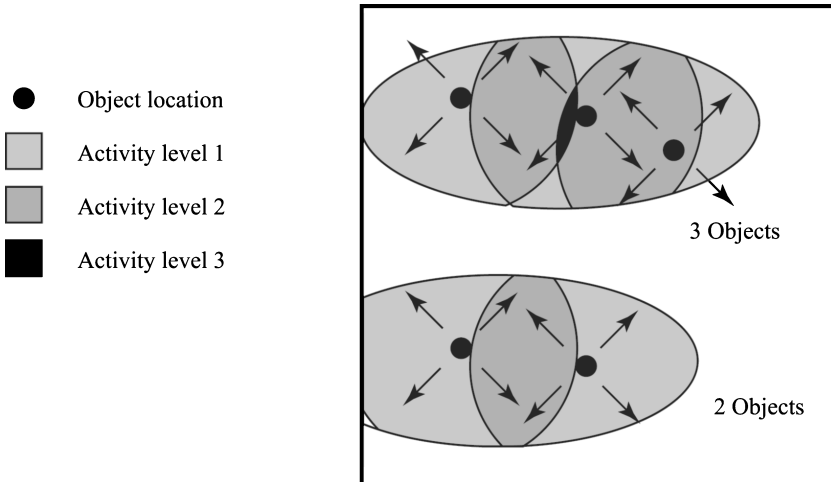 Object location
Activity level 1
Activity level 2
Activity level 3
3 Objects
2 Objects